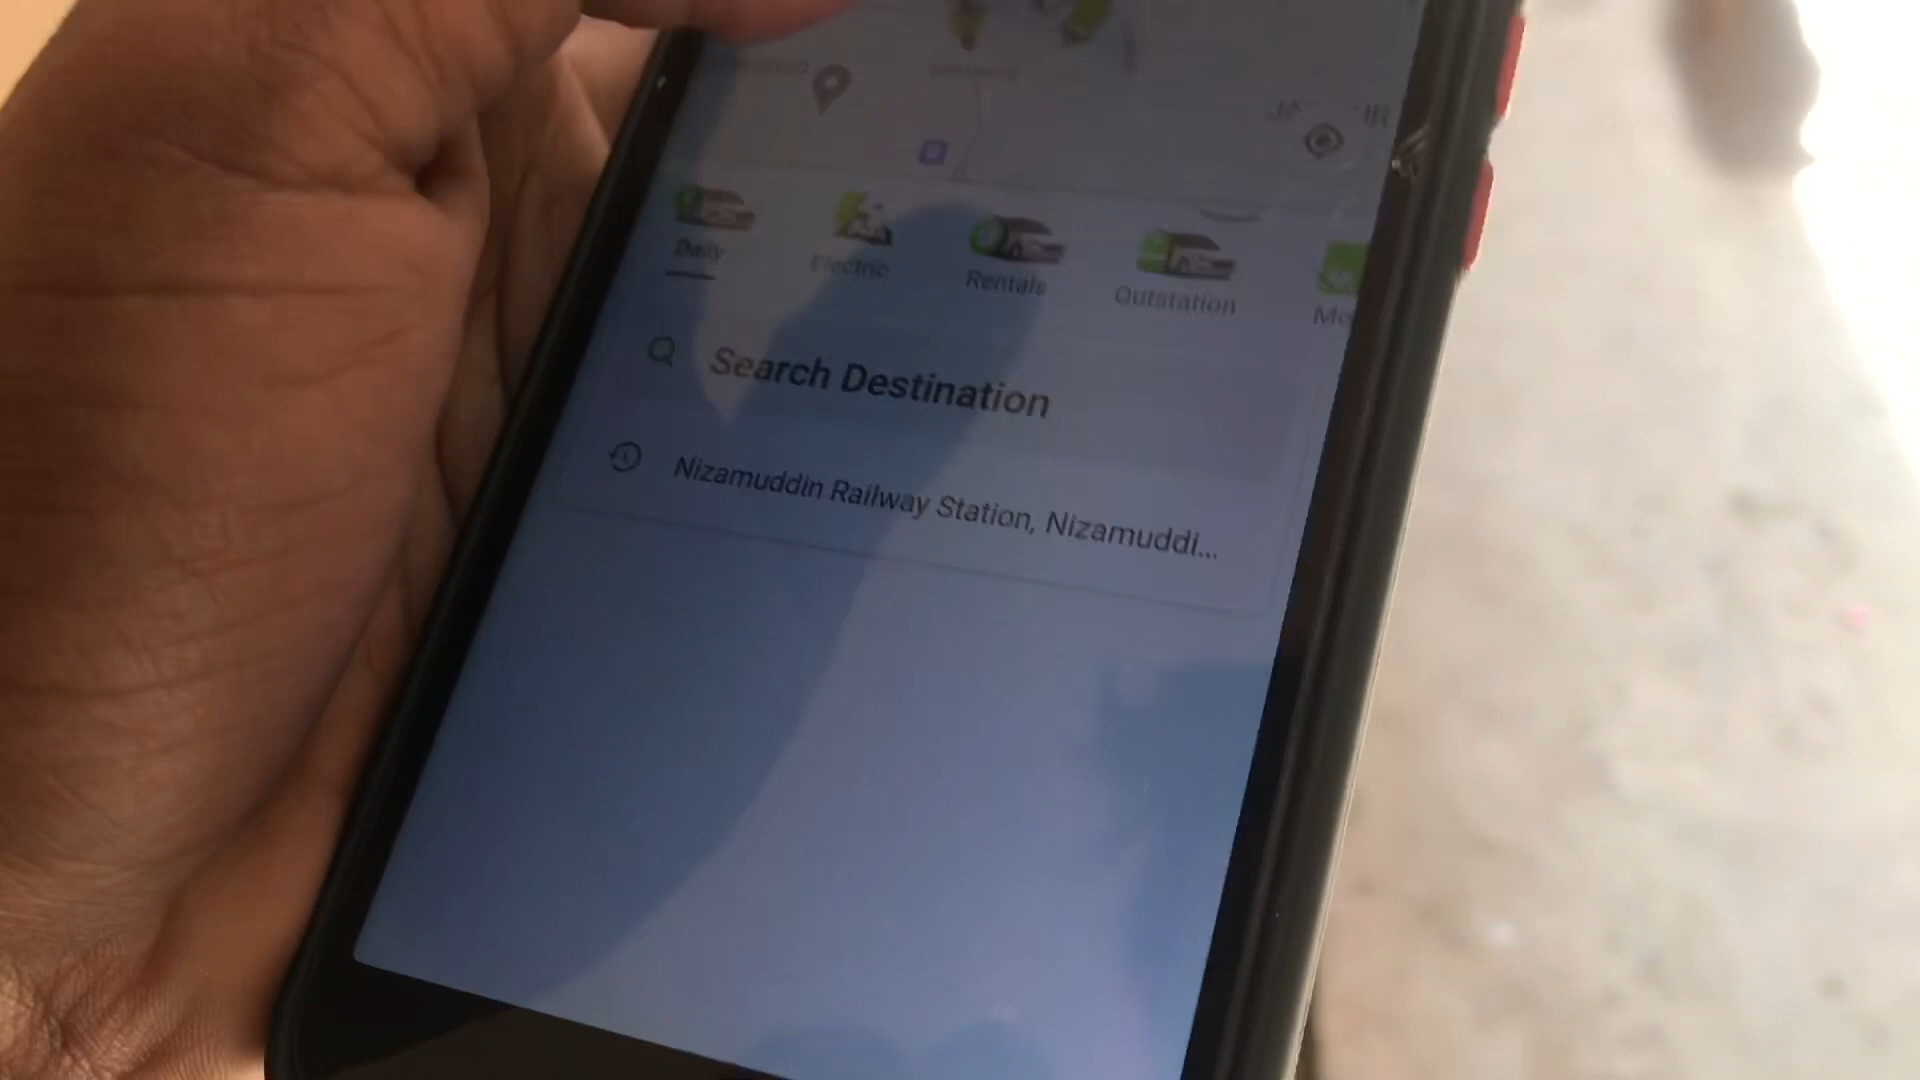 Daily
Electric
Rentals
Outstation
Search Destination
Nizamuddin Railway Station, Nizamuddi...